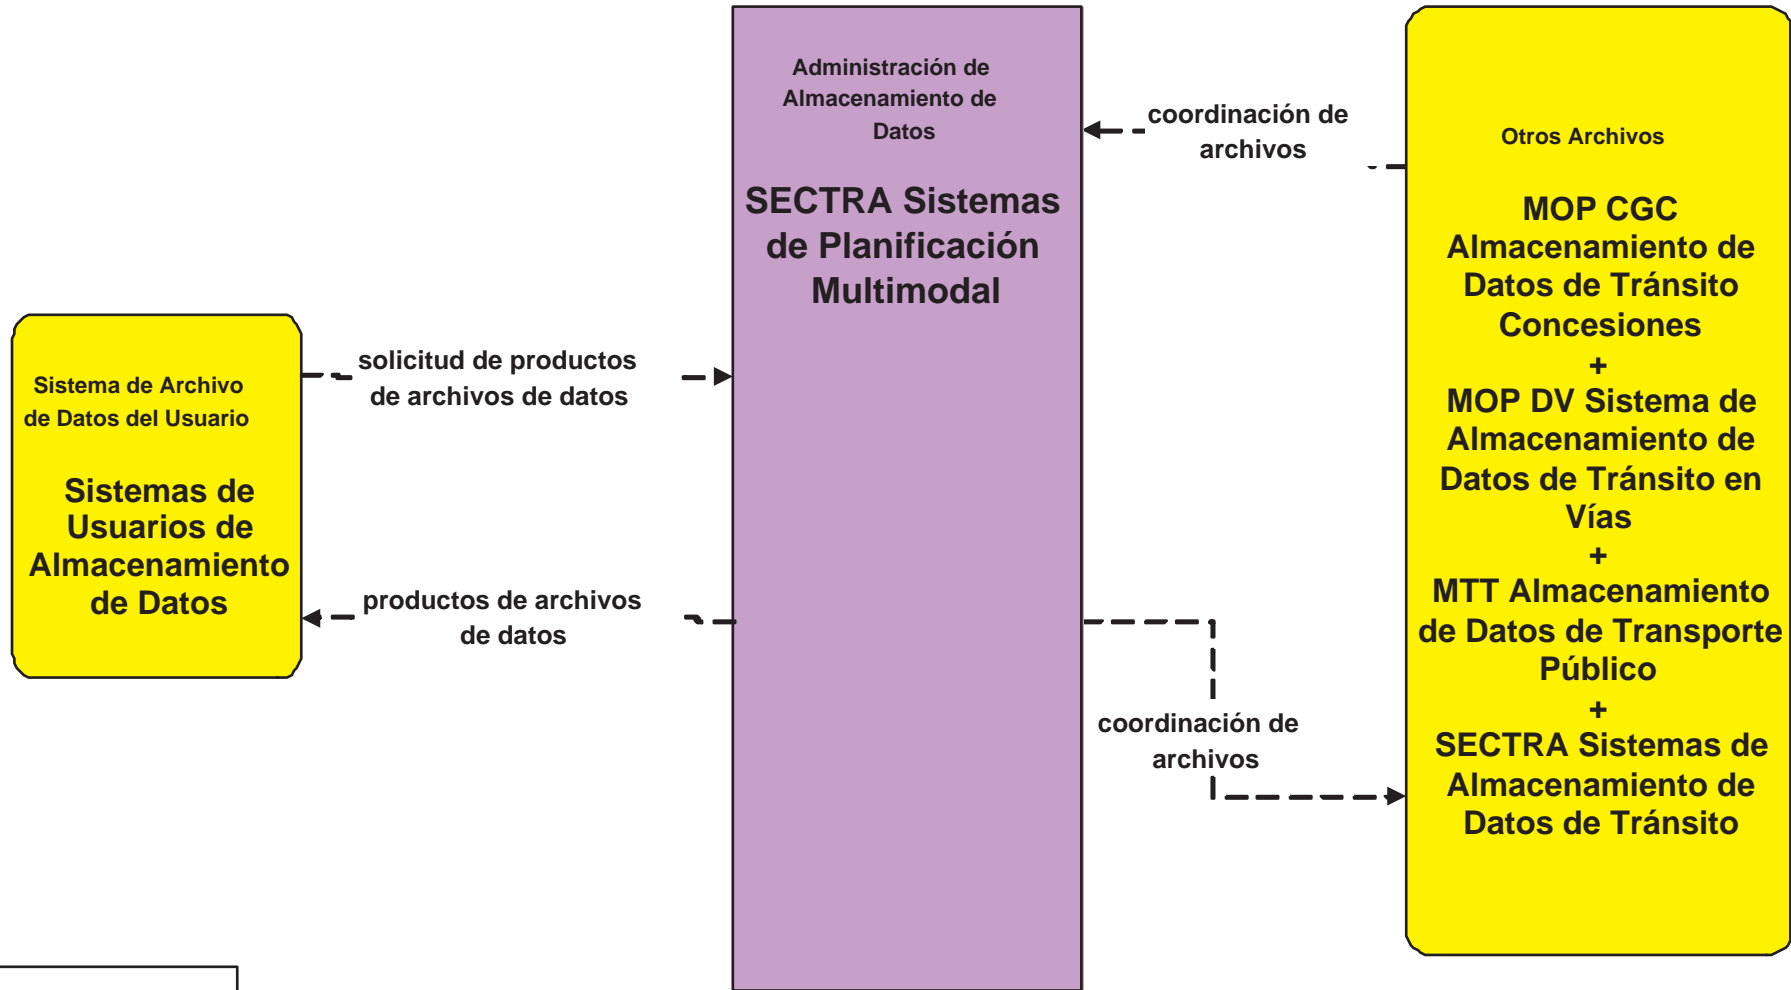 Sistema de Archivo
de Datos del Usuario
Sistemas de
Usuarios de
Almacenamiento
de Datos
solicitud de productos
de archivos de datos
productos de archivos
de datos
Administración de
Almacenamiento de
Datos
SECTRA Sistemas
de Planificación
Multimodal
coordinación de
archivos
coordinación de
archivos
Otros Archivos
MOP CGC
Almacenamiento de
Datos de Tránsito
Concesiones
+
MOP DV Sistema de
Almacenamiento de
Datos de Tránsito en
Vías
+
MTT Almacenamiento
de Datos de Transporte
Público
+
SECTRA Sistemas de
Almacenamiento de
Datos de Tránsito